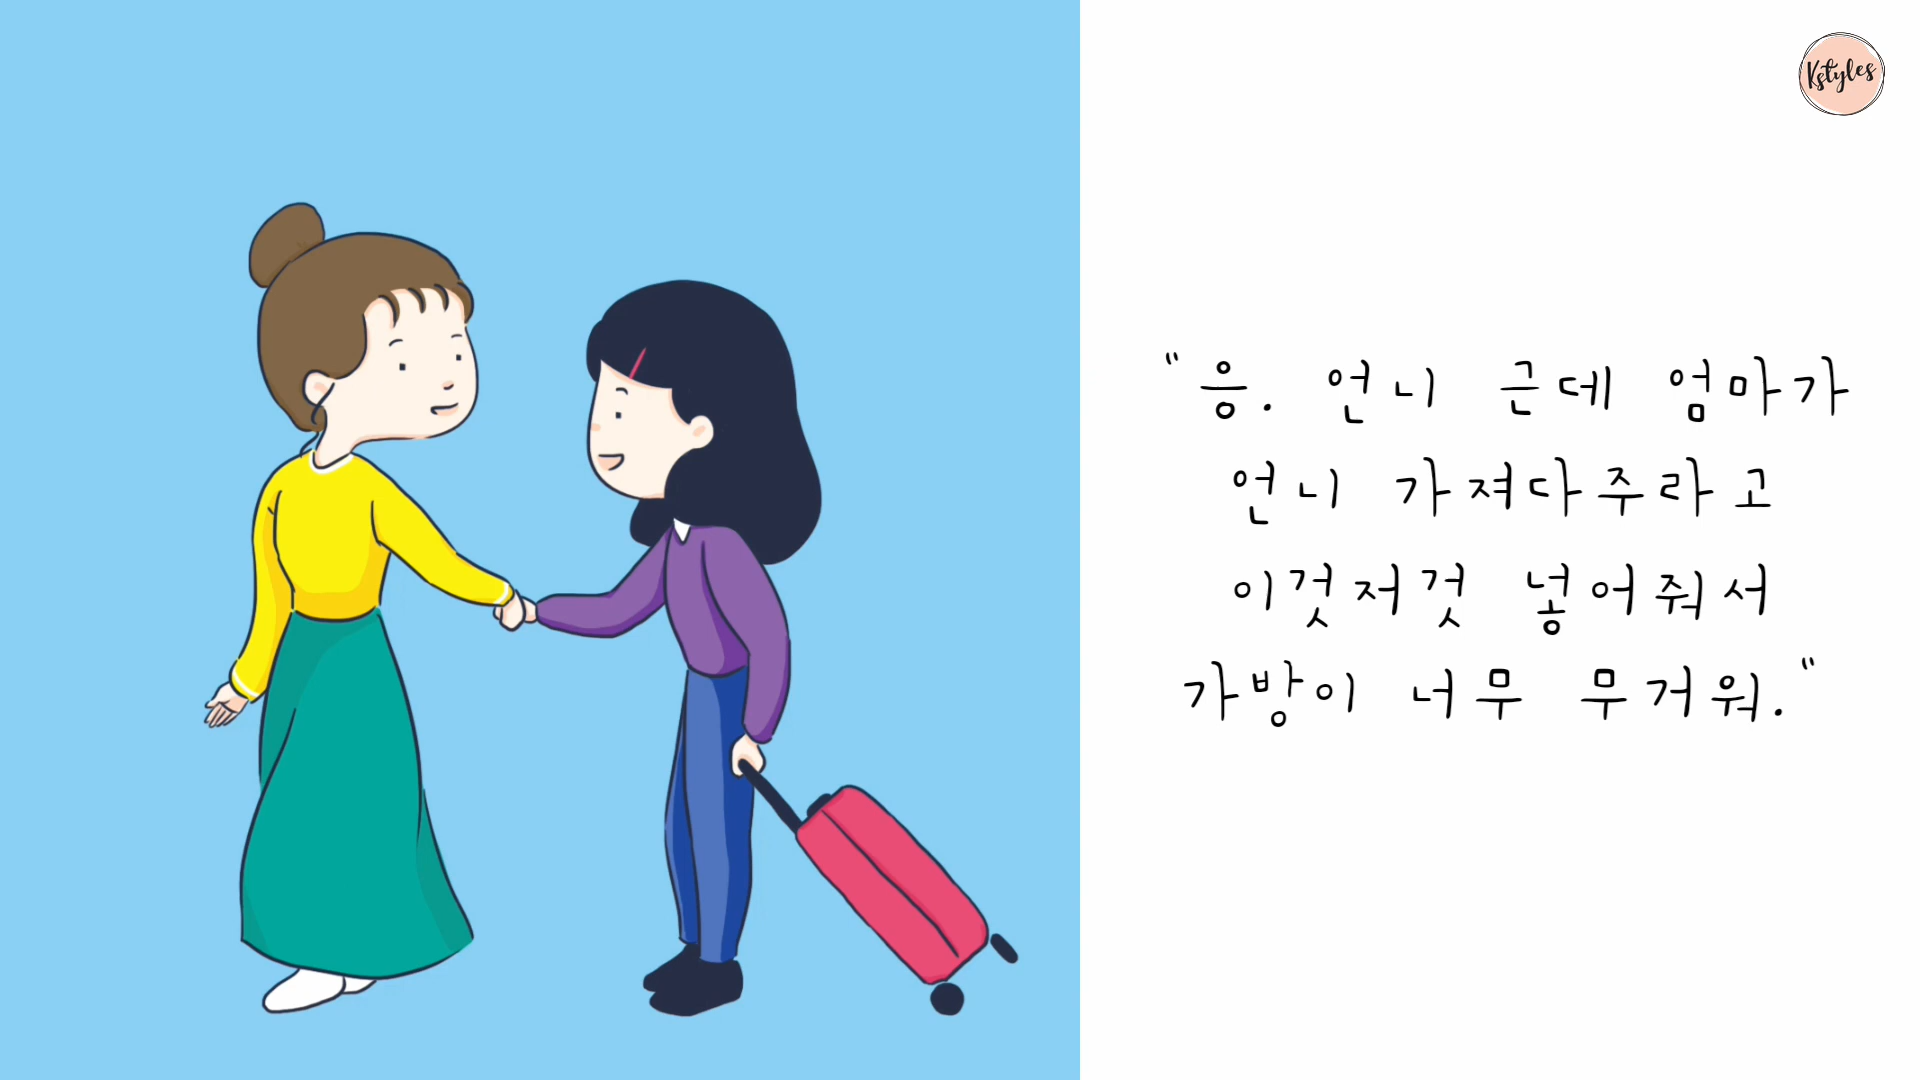 Kstyles
"응. 언니 근데 엄마가
언니 가져다주라고
이것저것 넣어줘서
가방이 너무 무거워."